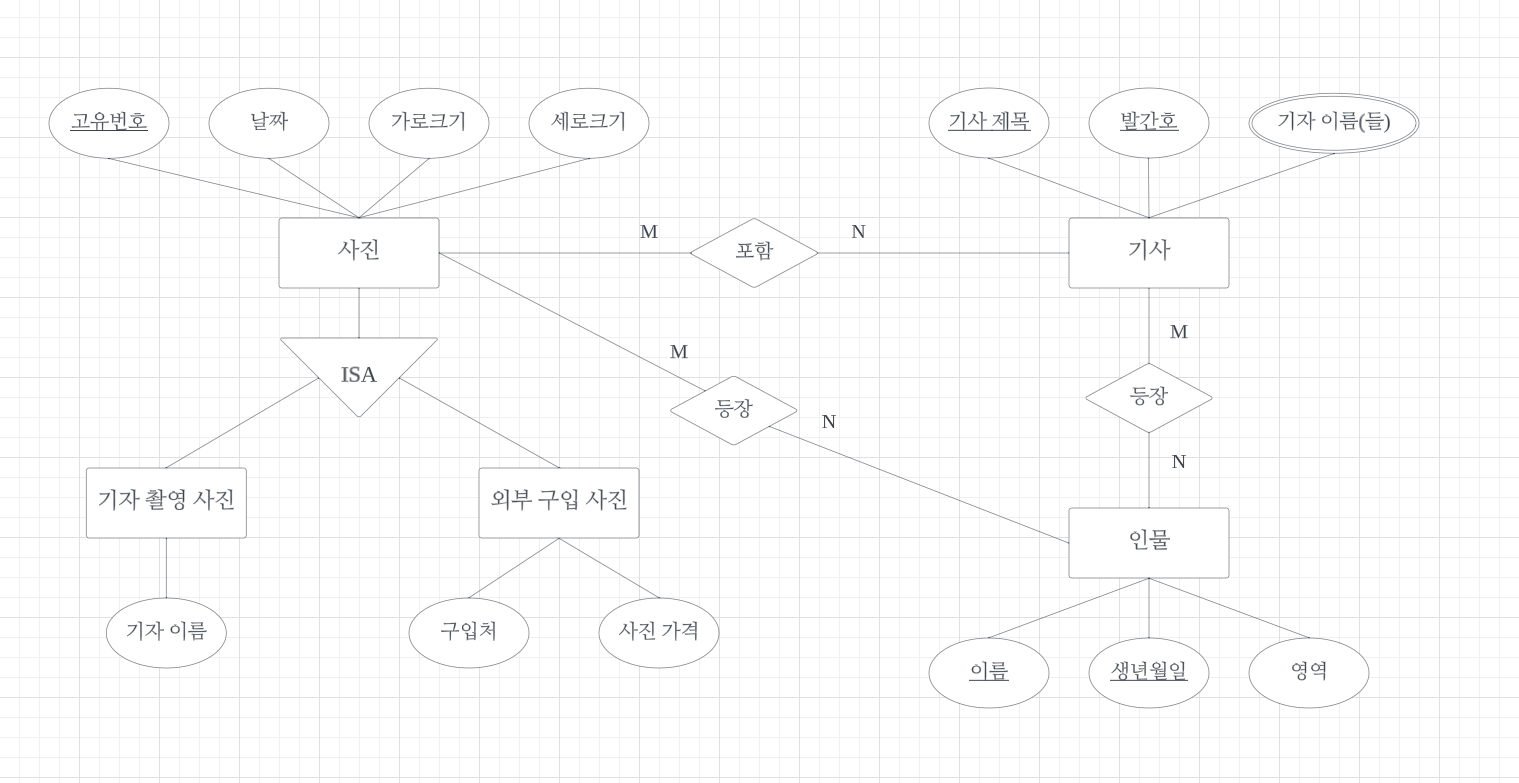 고유번호
날짜
가로크기
세로크기
기사 제목
발간호
기자 이름(들)
사진
M
포함
N
기사
ISA
M
등장
N
M
등장
N
기자 촬영 사진
외부 구입 사진
인물
기자 이름
구입처
사진 가격
이름
생년월일
영역